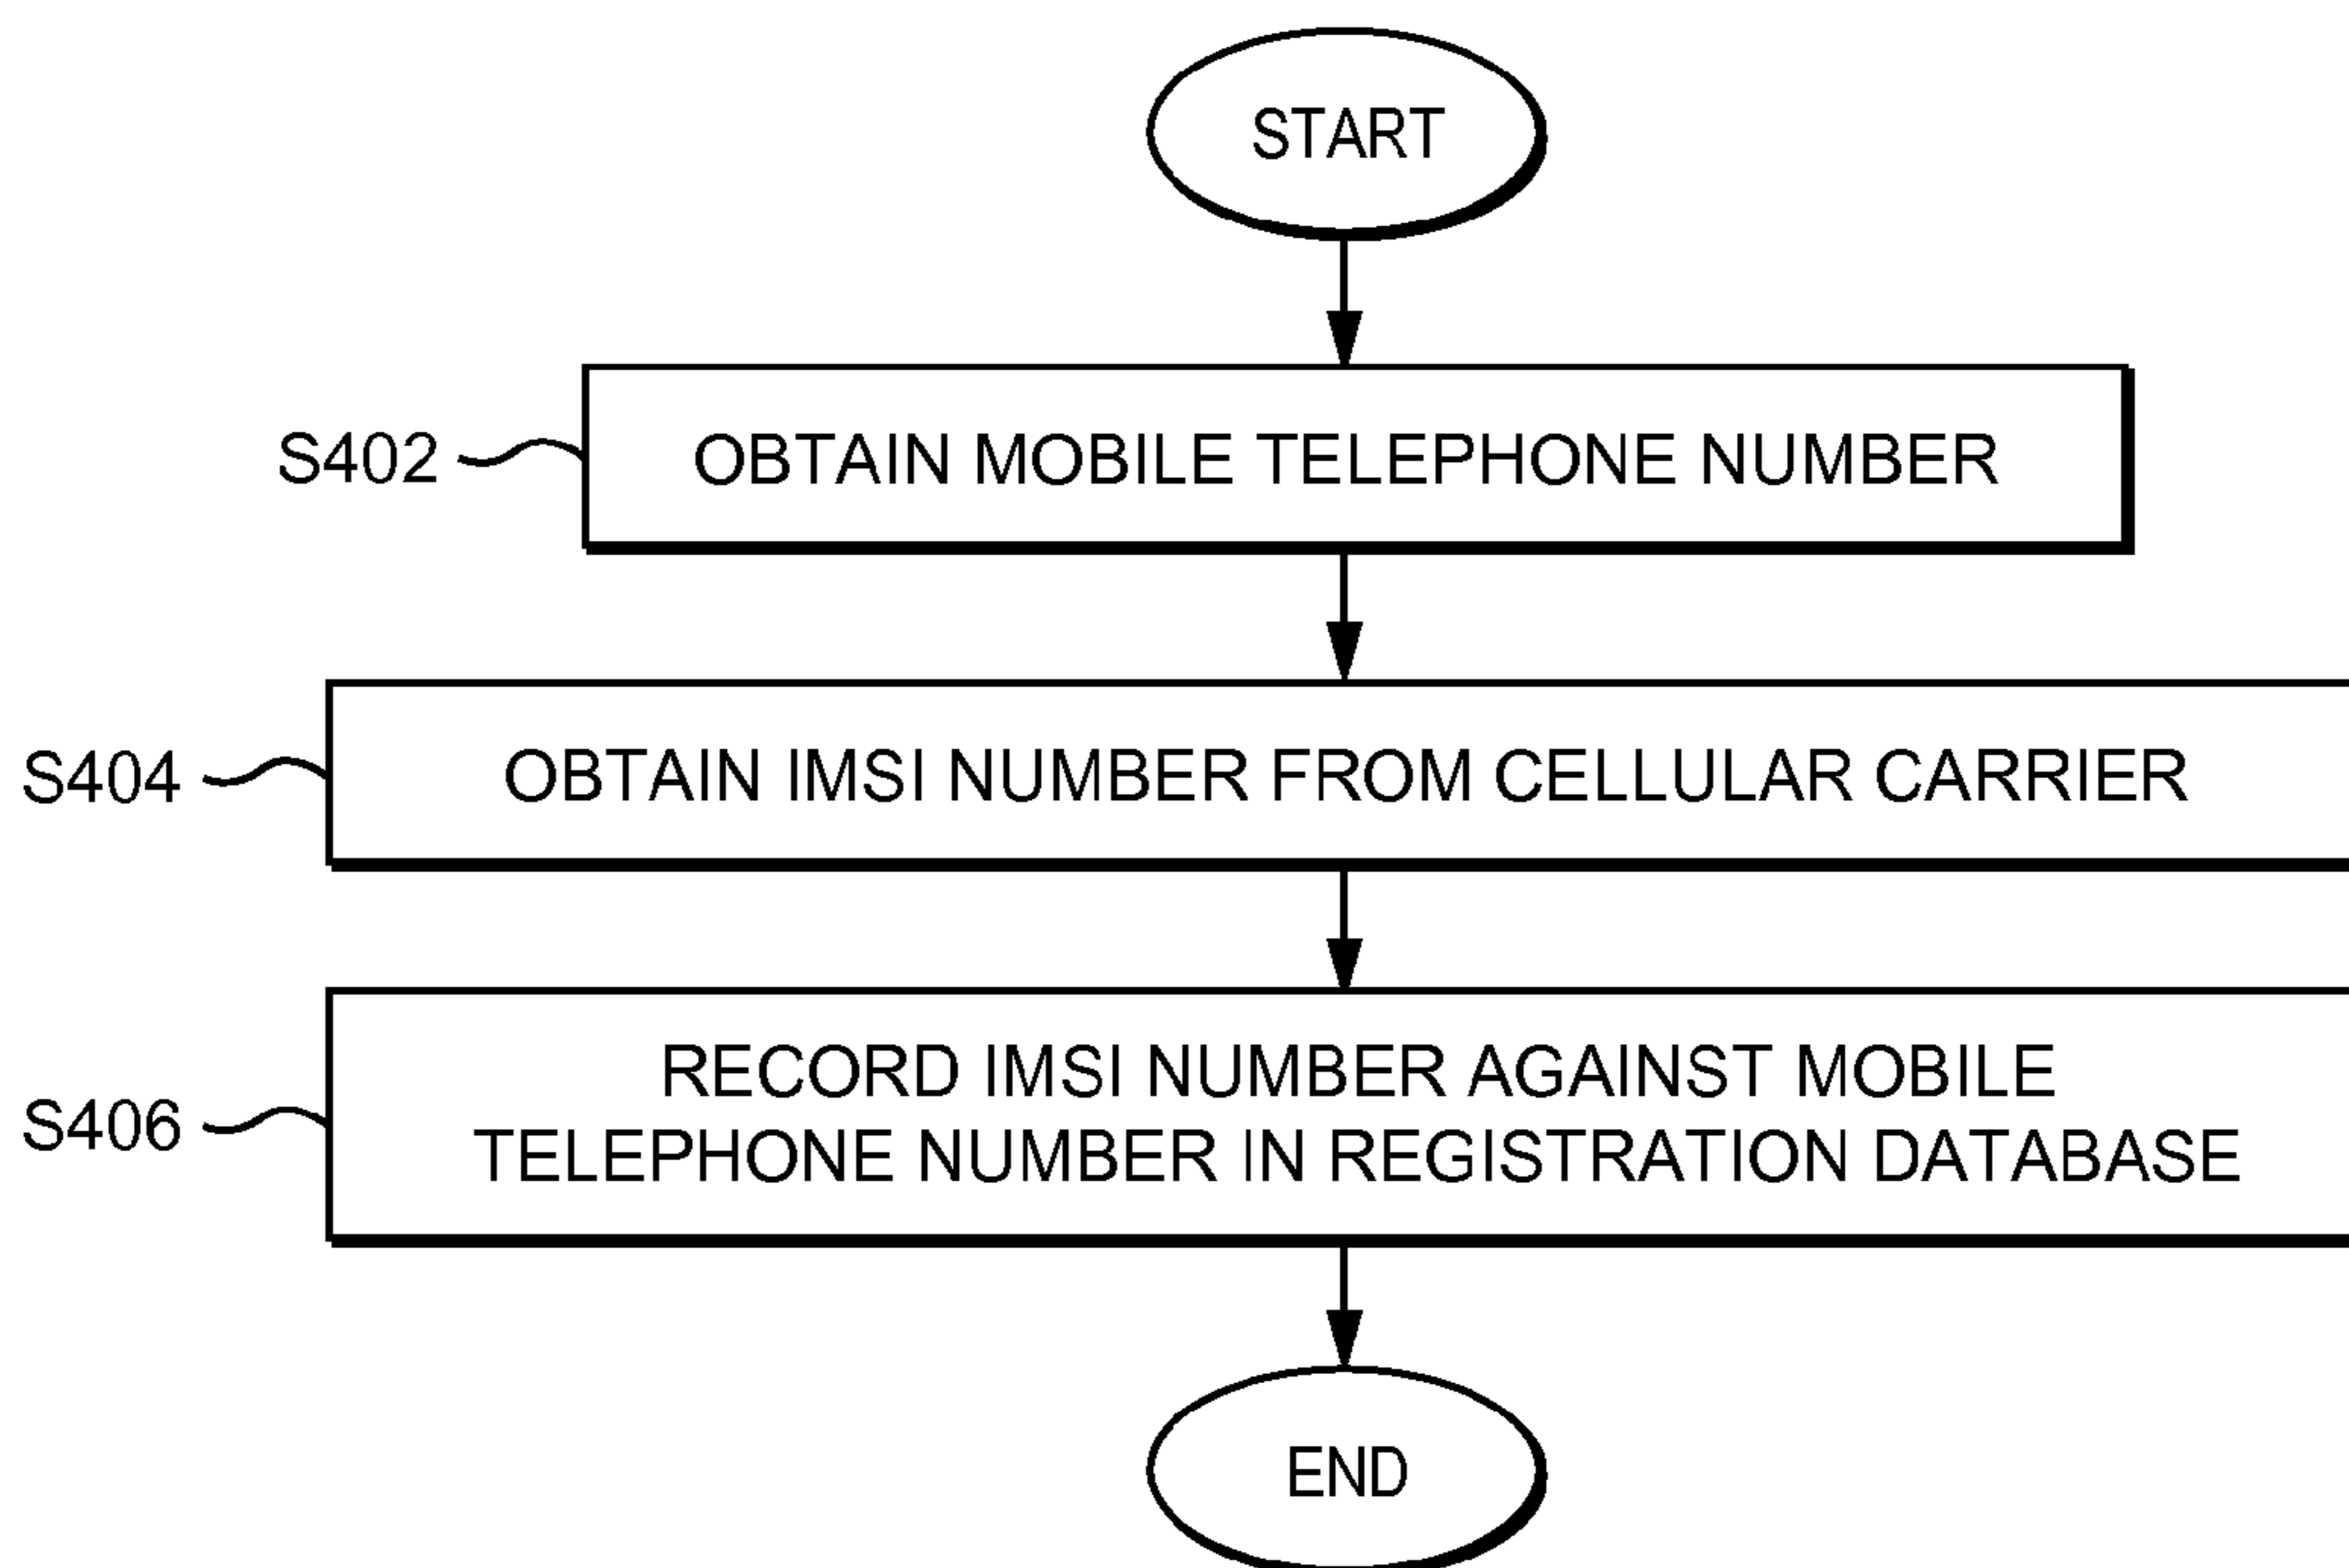 START
S402
OBTAIN MOBILE TELEPHONE NUMBER
S404
OBTAIN IMSI NUMBER FROM CELLULAR CARRIER
S406
RECORD IMSI NUMBER AGAINST MOBILE
TELEPHONE NUMBER IN REGISTRATION DATABASE
END